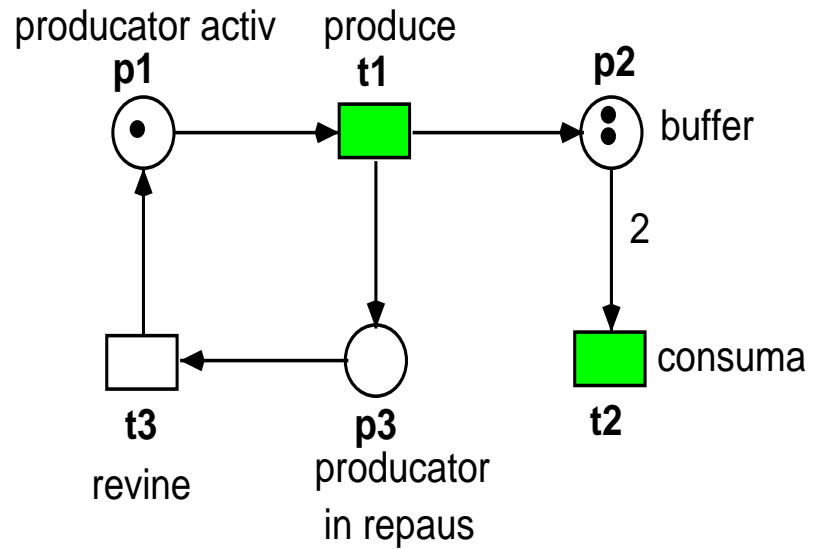 producator activ
produce
p1
t1
p2
buffer
2
consuma
t3
p3
t2
revine
producator
in repaus